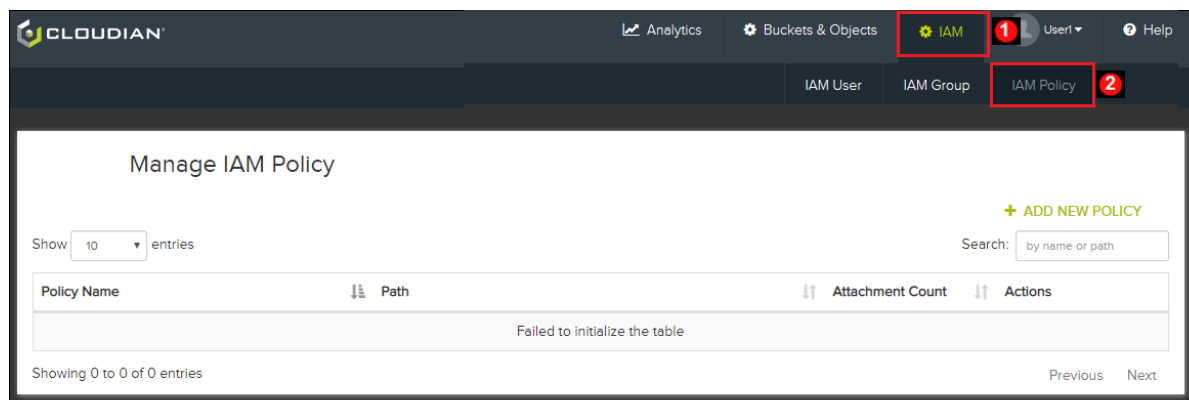 CLOUDIAN
Analytics Buckets & Objects IAM 1 User1 Help
IAM User IAM Group IAM Policy 2
Manage IAM Policy
+ ADD NEW POLICY
Show 10 entries Search: by name or path
Policy Name Path Attachment Count Actions
Failed to initialize the table
Showing 0 to 0 of 0 entries Previous Next